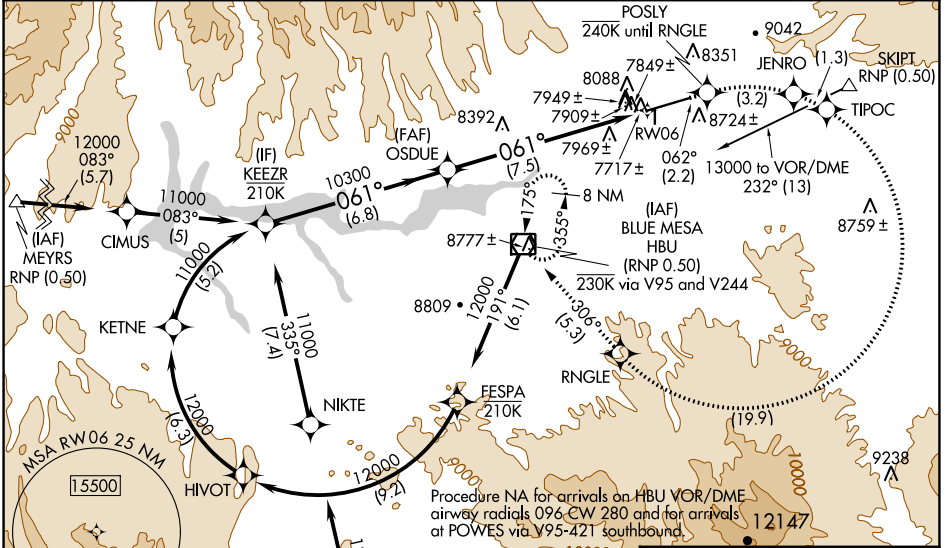 POSLY
240K until RNGLE
8351
9042
JENRO
(1.3)
SKIPT
RNP (0.50)
TIPOC
7849±
8088
7949±
7909±
8392
(3.2)
RW06
8724±
7969±
7717±
062°
(2.2)
13000 to VOR/DME
232° (13)
9000
12000
083°
(5.7)
(IAF)
MEYRS
RNP (0.50)
CIMUS
11000
083°
(5)
(IF)
KEEZR
210K
10300
061°
(6.8)
(FAF)
OSDUE
061°
(7.5)
175°
355°
8 NM
8777±
(IAF)
BLUE MESA
HBU
(RNP 0.50)
230K via V95 and V244
8759±
11000
(5.2)
KETNE
11000
335°
(7.4)
8809
12000
191°
(6.1)
306°
(5.3)
RNGLE
9000
NIKTE
FESPA
210K
12000
(6.3)
HIVOT
12000
(9.2)
9000
(19.9)
10000
9238
12147
MSA RW06 25 NM
15500
Procedure NA for arrivals on HBU VOR/DME
airway radials 096 CW 280 and for arrivals
at POWES via V95-421 southbound.